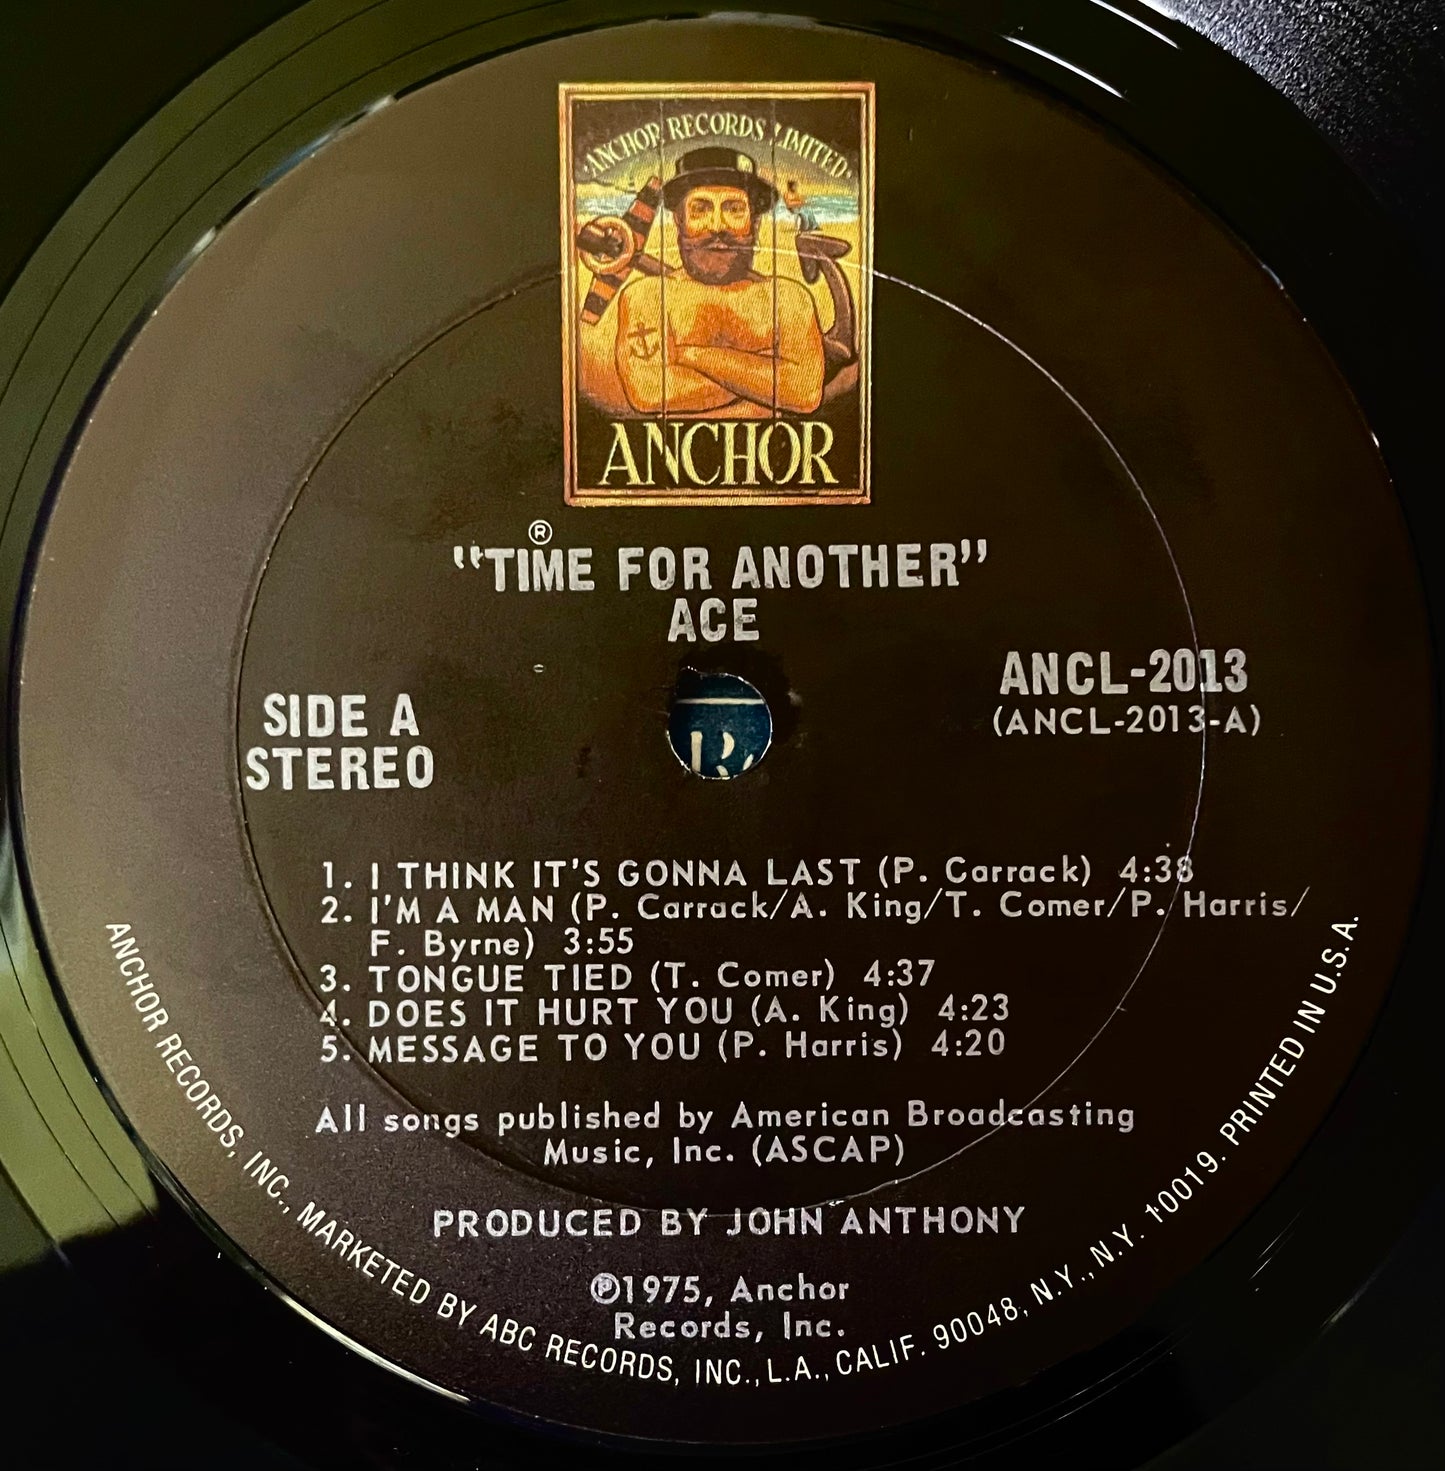 ANCHOR RECORDS LIMITED
ANCHOR
®
"TIME FOR ANOTHER"
ACE
SIDE A
STEREO
ANCL-2013
(ANCL-2013-A)
1. I THINK IT'S GONNA LAST (P. Carrack) 4:38
2. I'M A MAN (P. Carrack/A. King/T. Comer/P. Harris/
F. Byrne) 3:55
3. TONGUE TIED (T. Comer) 4:37
4. DOES IT HURT YOU (A. King) 4:23
5. MESSAGE TO YOU (P. Harris) 4:20
All songs published by American Broadcasting
Music, Inc. (ASCAP)
PRODUCED BY JOHN ANTHONY
℗1975, Anchor
Records, Inc.
ANCHOR RECORDS, INC., MARKETED BY ABC RECORDS, INC., L.A., CALIF. 90048, N.Y., N.Y. 10019. PRINTED IN U.S.A.